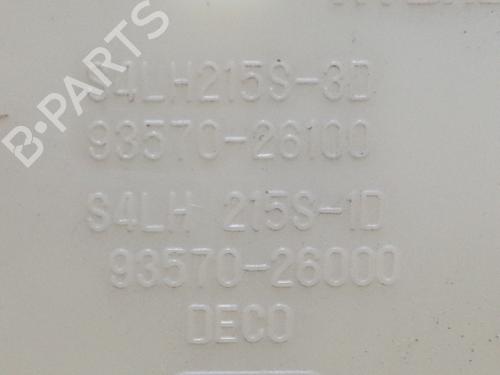 B-PARTS
S4LH215S-3D
93570-26100
S4LH 215S-1D
93570-26000
DECO